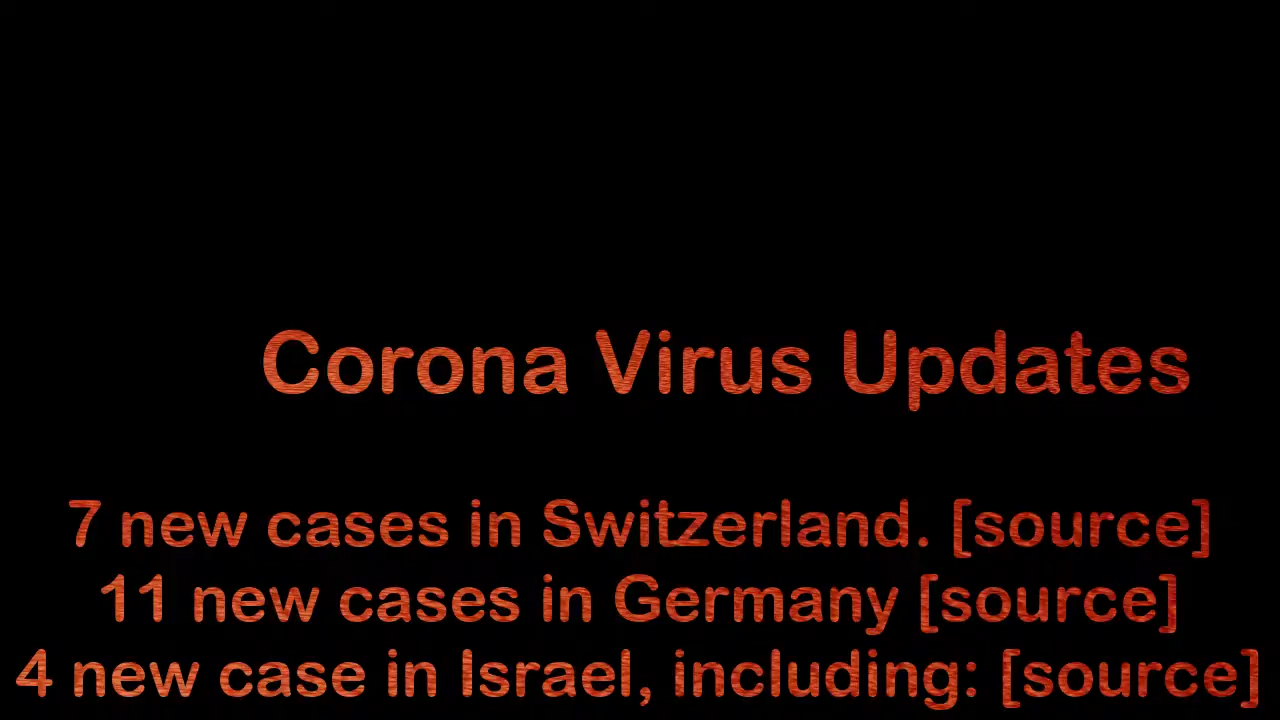 Corona Virus Updates
7 new cases in Switzerland. [source]
11 new cases in Germany [source]
4 new case in Israel, including: [source]